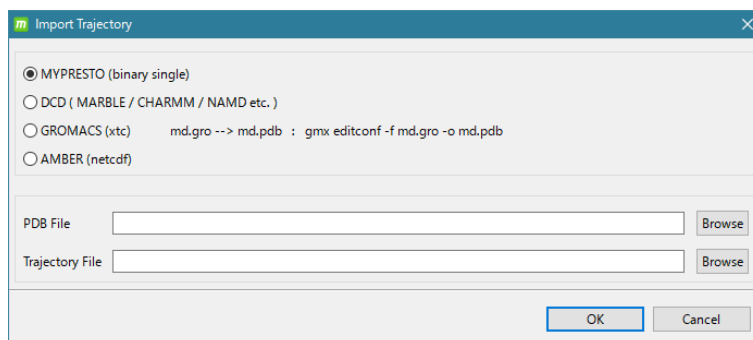 m Import Trajectory
MYPRESTO (binary single)
DCD ( MARBLE / CHARMM / NAMD etc. )
GROMACS (xtc) md.gro --> md.pdb : gmx editconf -f md.gro -o md.pdb
AMBER (netcdf)
PDB File Browse
Trajectory File Browse
OK Cancel